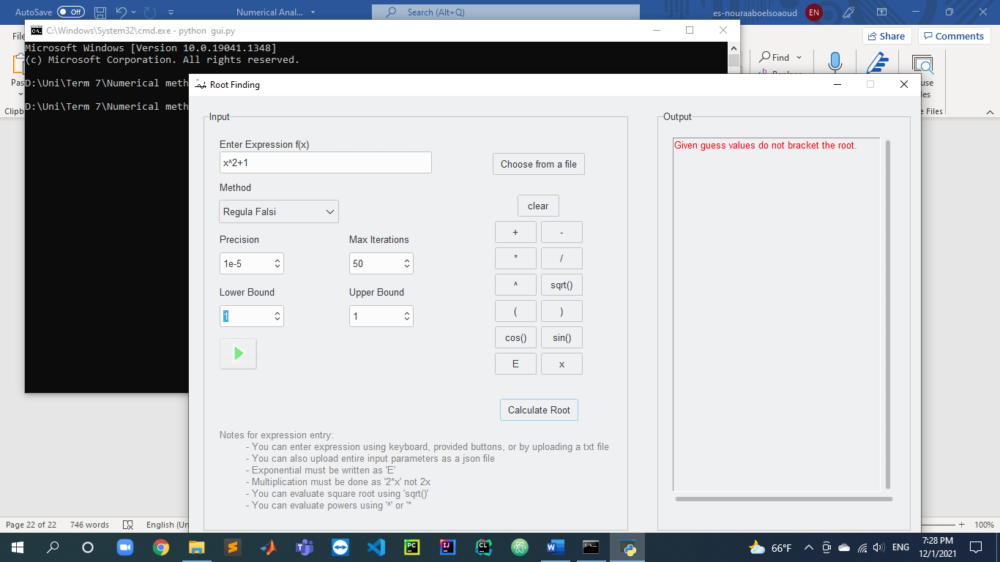 AutoSave Off
Numerical Anal...
Search (Alt+Q)
es-nouraaboelsoaoud EN
C:\Windows\System32\cmd.exe - python gui.py
Microsoft Windows [Version 10.0.19041.1348]
(c) Microsoft Corporation. All rights reserved.
D:\Uni\Term 7\Numerical meth
D:\Uni\Term 7\Numerical meth
Share
Comments
Find
Root Finding
Input
Enter Expression f(x)
x^2+1
Choose from a file
Method
Regula Falsi
clear
Precision
Max Iterations
1e-5
50
Lower Bound
Upper Bound
1
1
+ -
* /
^ sqrt()
( )
cos() sin()
E x
Calculate Root
Notes for expression entry:
- You can enter expression using keyboard, provided buttons, or by uploading a txt file
- You can also upload entire input parameters as a json file
- Exponential must be written as 'E'
- Multiplication must be done as '2*x' not 2x
- You can evaluate square root using 'sqrt()'
- You can evaluate powers using '^' or '*
Output
Given guess values do not bracket the root.
Page 22 of 22 746 words English (Un
100%
66°F
ENG
7:28 PM
12/1/2021